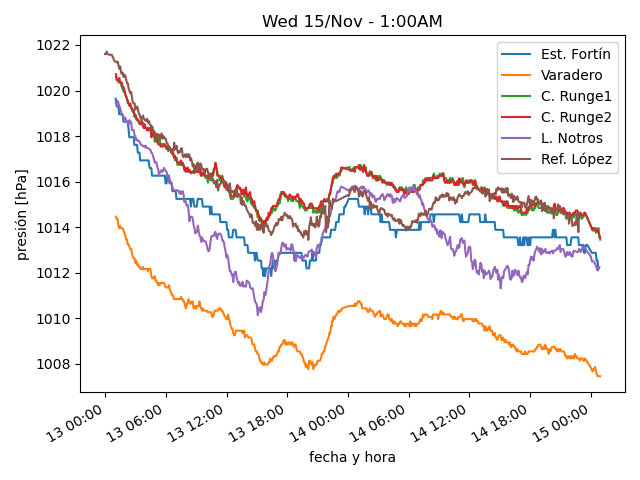 Wed 15/Nov - 1:00AM
presión [hPa]
1022
1020
1018
1016
1014
1012
1010
1008
Est. Fortín
Varadero
C. Runge1
C. Runge2
L. Notros
Ref. López
13 00:00
13 06:00
13 12:00
13 18:00
14 00:00
14 06:00
14 12:00
14 18:00
15 00:00
fecha y hora